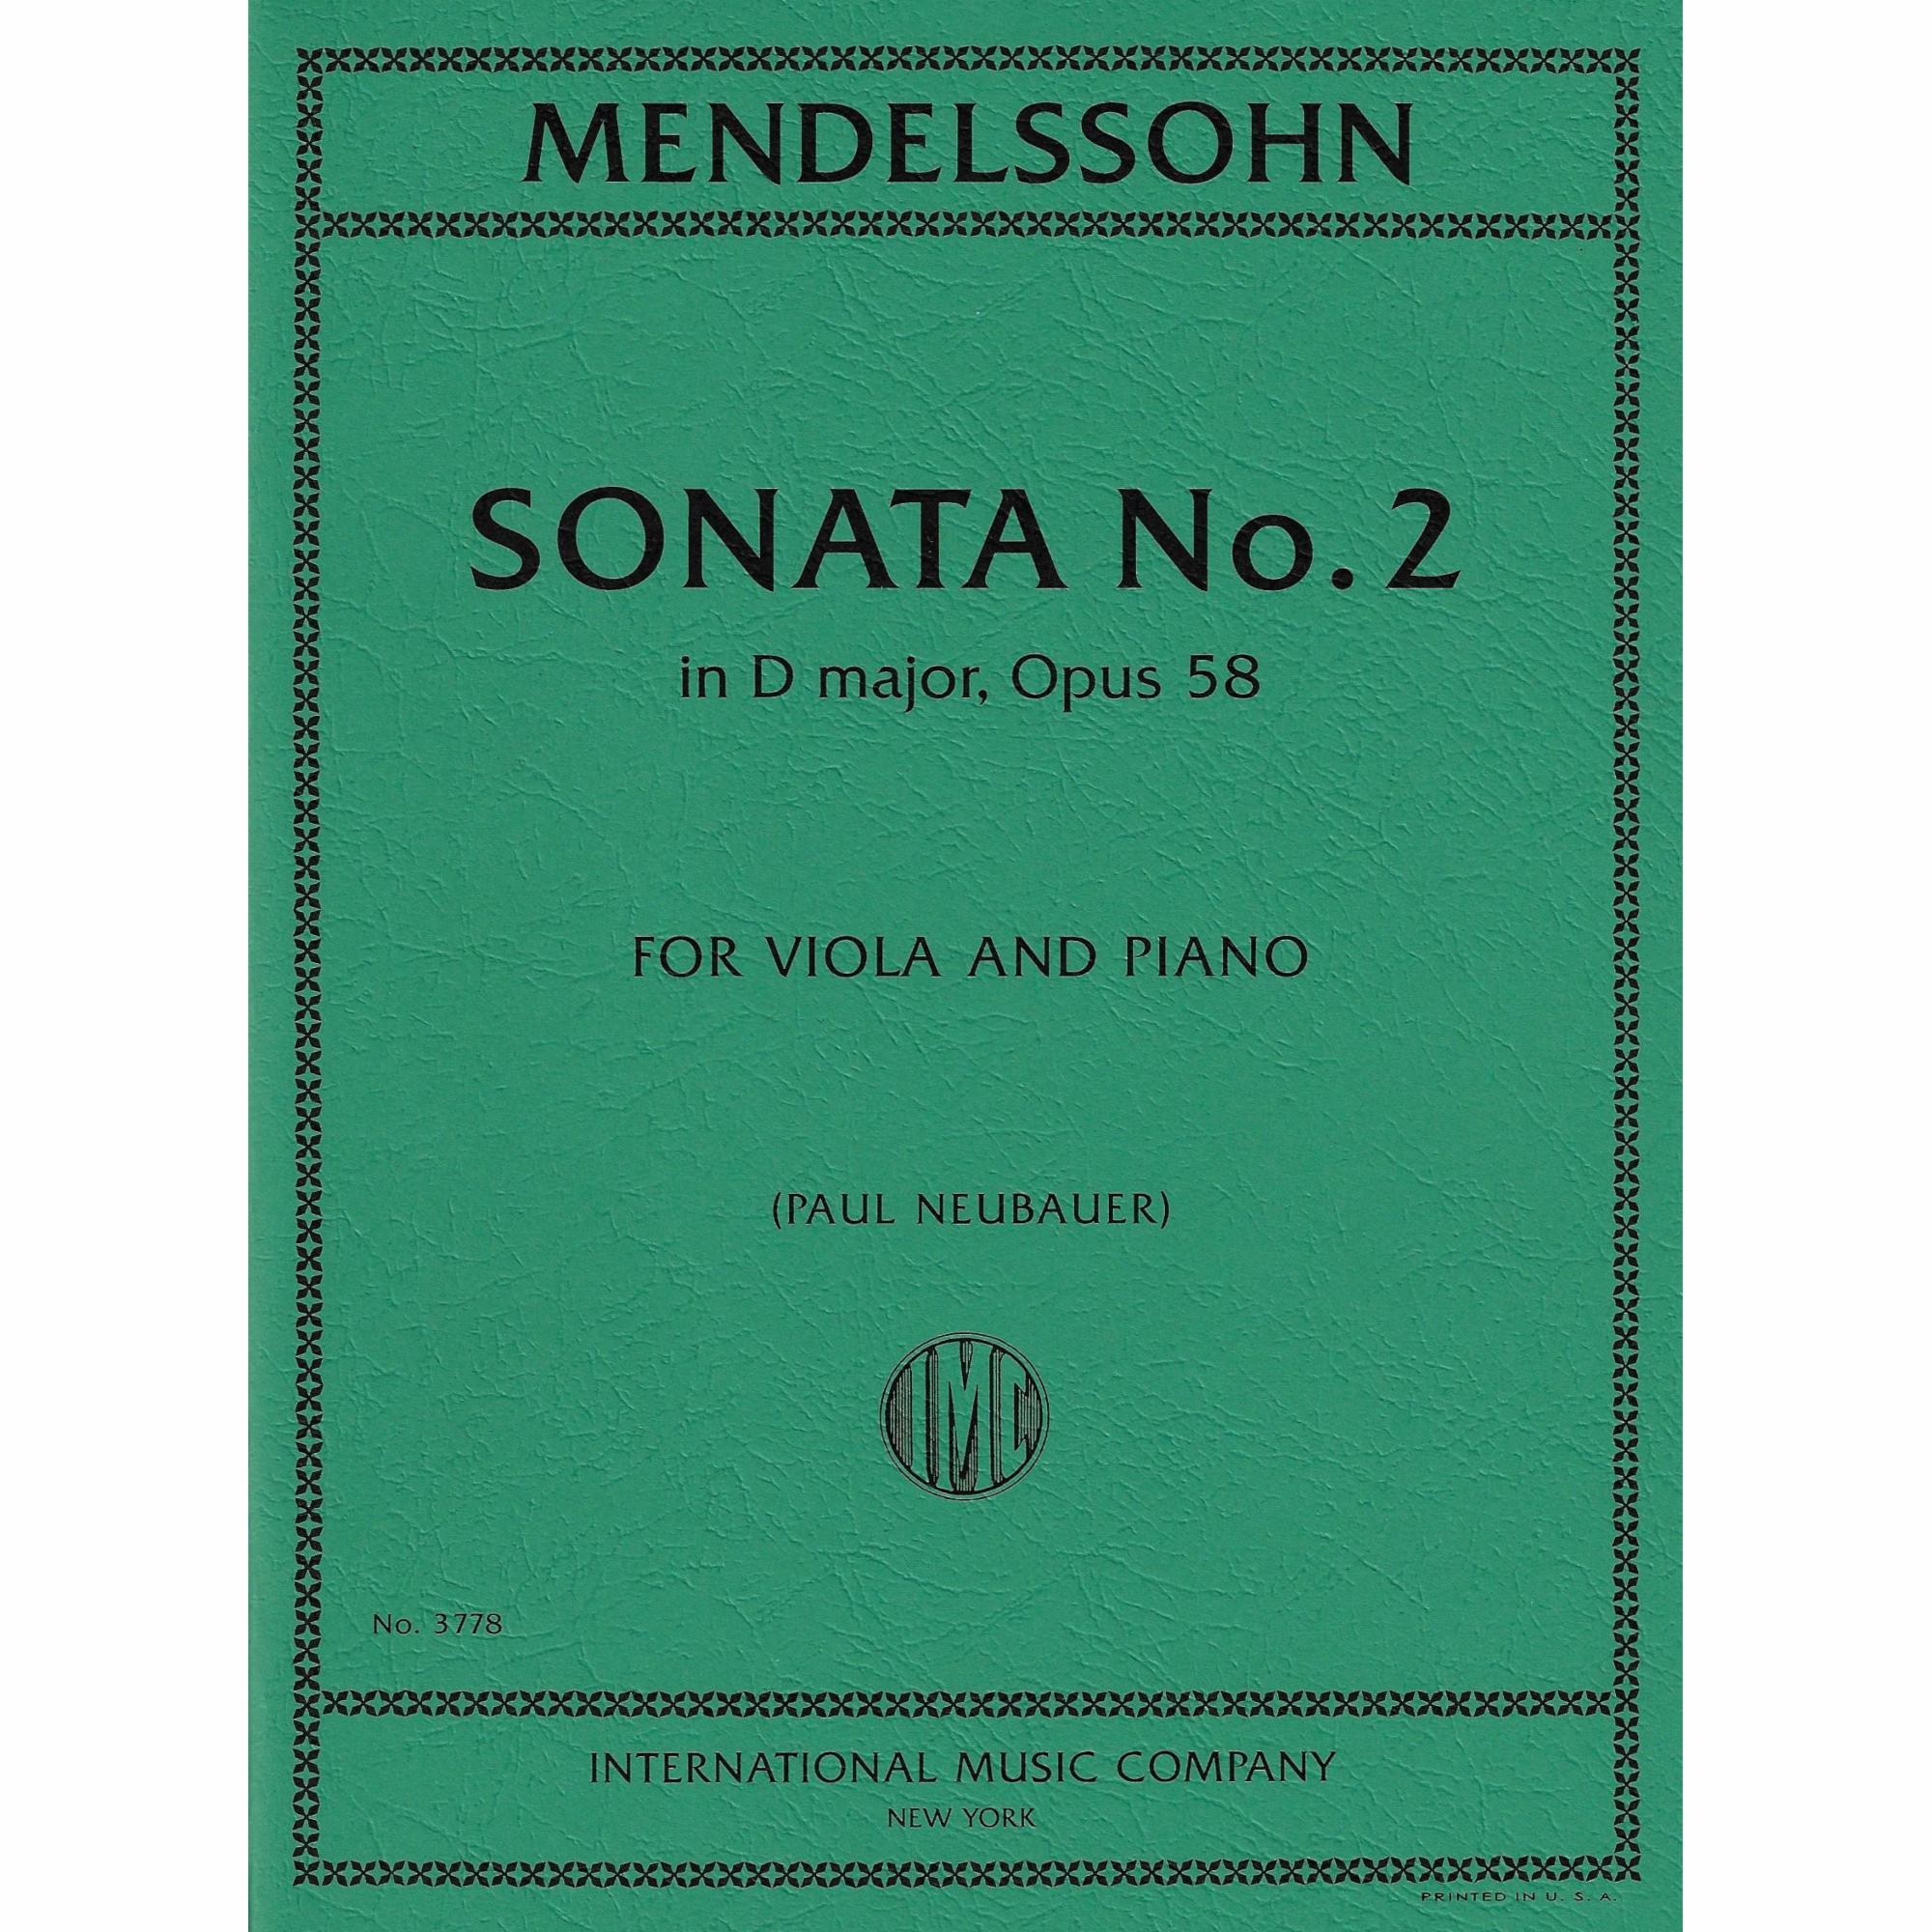 MENDELSSOHN
SONATA No. 2
in D major, Opus 58
FOR VIOLA AND PIANO
(PAUL NEUBAUER)
IMC
No. 3778
INTERNATIONAL MUSIC COMPANY
NEW YORK
PRINTED IN U. S. A.